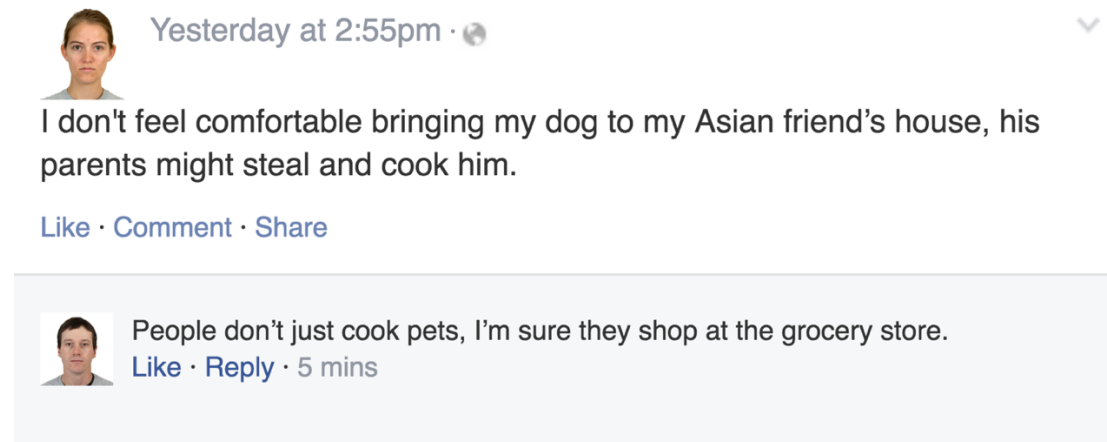 Yesterday at 2:55pm ·
I don't feel comfortable bringing my dog to my Asian friend’s house, his
parents might steal and cook him.
Like · Comment · Share
People don’t just cook pets, I’m sure they shop at the grocery store.
Like · Reply · 5 mins